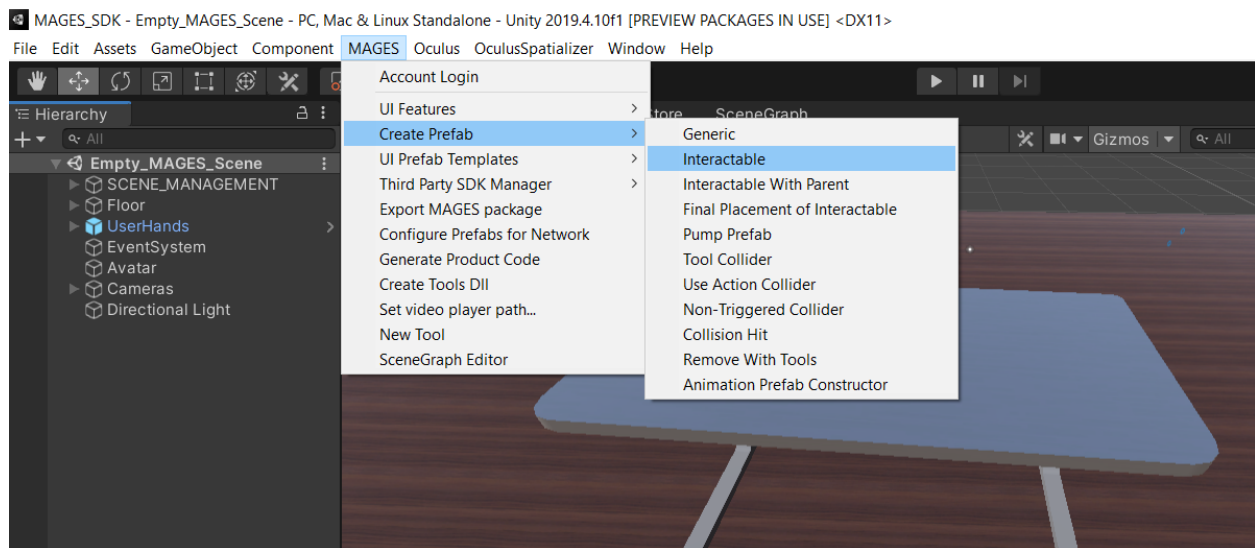 MAGES_SDK - Empty_MAGES_Scene - PC, Mac & Linux Standalone - Unity 2019.4.10f1 [PREVIEW PACKAGES IN USE] <DX11>
File Edit Assets GameObject Component MAGES Oculus OculusSpatializer Window Help
Hierarchy
All
Empty_MAGES_Scene
SCENE_MANAGEMENT
Floor
UserHands
EventSystem
Avatar
Cameras
Directional Light
Account Login
UI Features
Create Prefab
UI Prefab Templates
Third Party SDK Manager
Export MAGES package
Configure Prefabs for Network
Generate Product Code
Create Tools Dll
Set video player path...
New Tool
SceneGraph Editor
SceneGraph
Gizmos
All
Generic
Interactable
Interactable With Parent
Final Placement of Interactable
Pump Prefab
Tool Collider
Use Action Collider
Non-Triggered Collider
Collision Hit
Remove With Tools
Animation Prefab Constructor